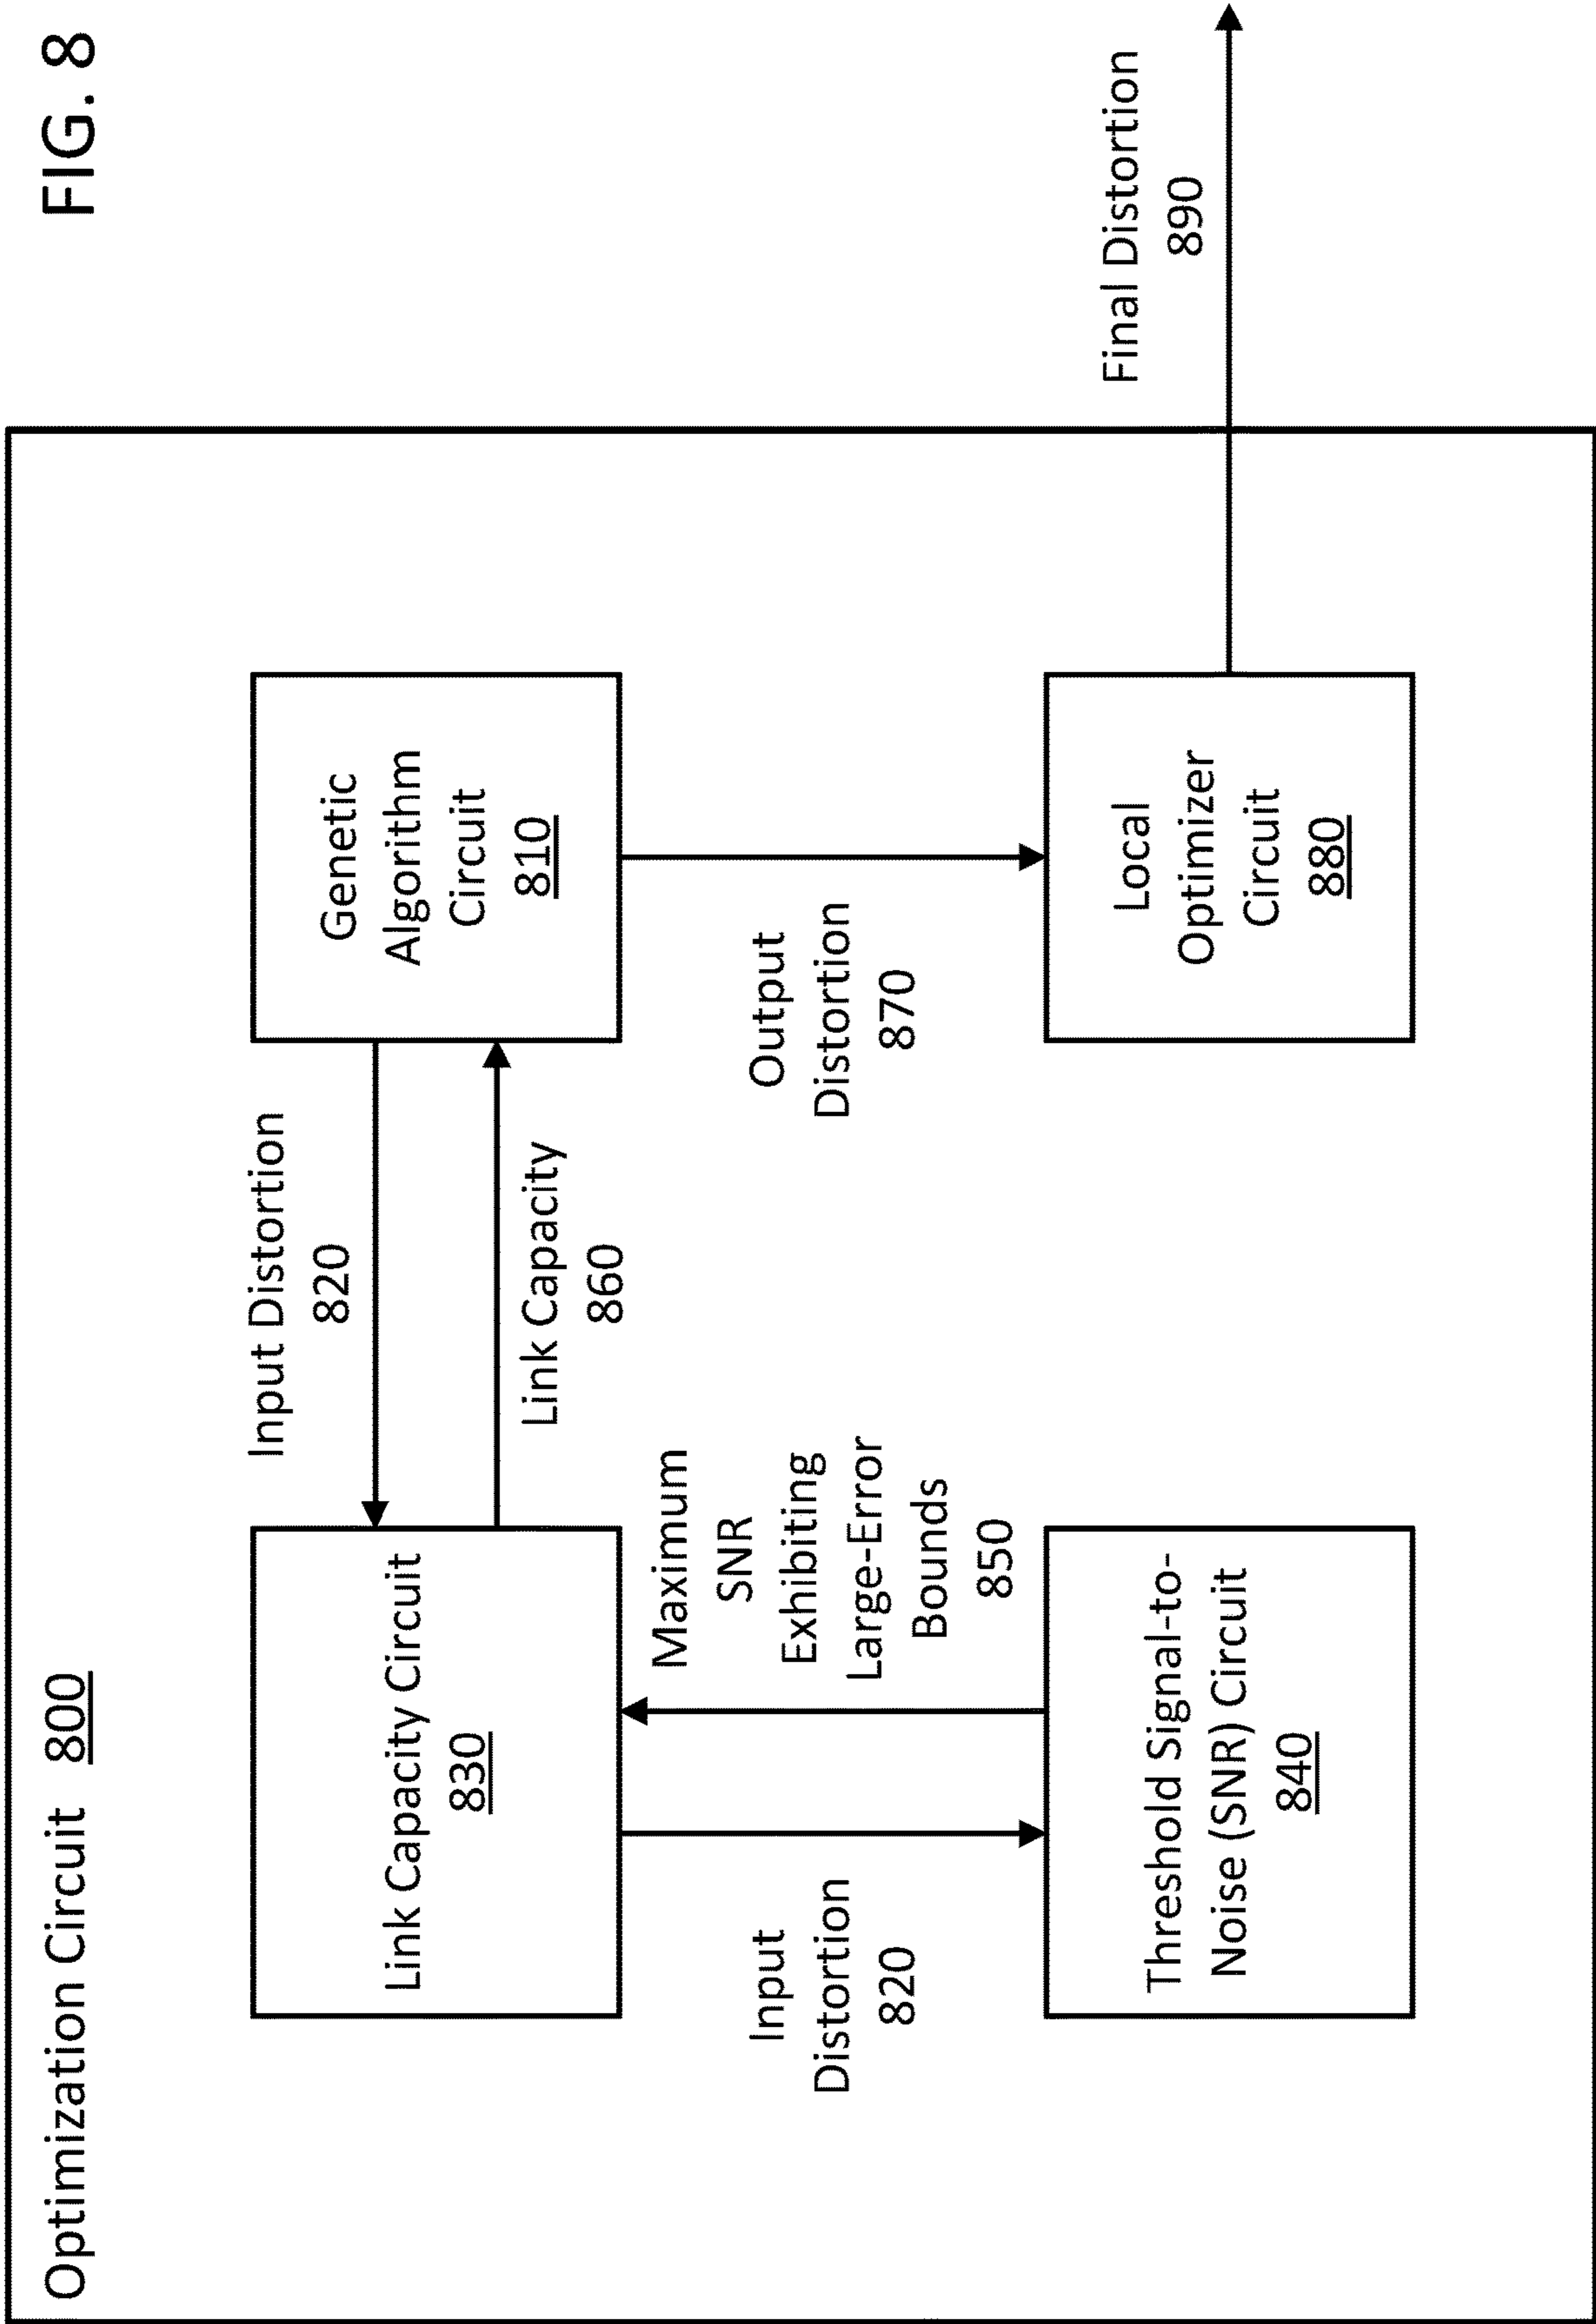 FIG. 8
Optimization Circuit 800
Link Capacity Circuit
830
Input Distortion
820
Link Capacity
860
Genetic
Algorithm
Circuit
810
Input
Distortion
820
Maximum
SNR
Exhibiting
Large-Error
Bounds
850
Output
Distortion
870
Threshold Signal-to-
Noise (SNR) Circuit
840
Local
Optimizer
Circuit
880
Final Distortion
890